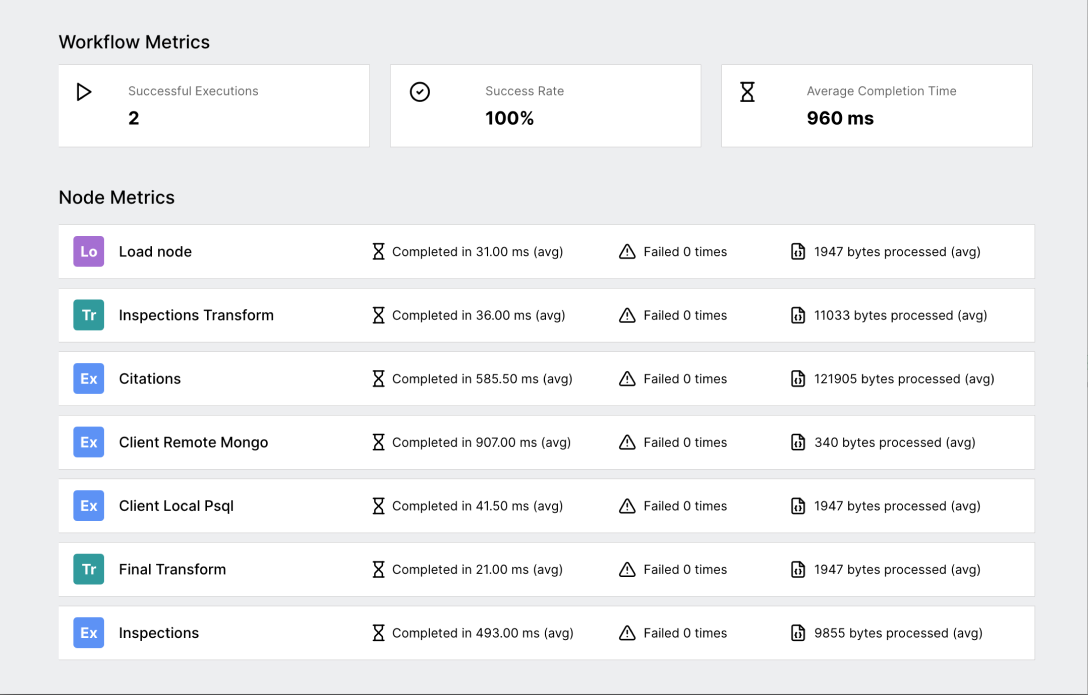 Workflow Metrics
Successful Executions
2
Success Rate
100%
Average Completion Time
960 ms
Node Metrics
Lo Load node Completed in 31.00 ms (avg) Failed 0 times 1947 bytes processed (avg)
Tr Inspections Transform Completed in 36.00 ms (avg) Failed 0 times 11033 bytes processed (avg)
Ex Citations Completed in 585.50 ms (avg) Failed 0 times 121905 bytes processed (avg)
Ex Client Remote Mongo Completed in 907.00 ms (avg) Failed 0 times 340 bytes processed (avg)
Ex Client Local Psql Completed in 41.50 ms (avg) Failed 0 times 1947 bytes processed (avg)
Tr Final Transform Completed in 21.00 ms (avg) Failed 0 times 1947 bytes processed (avg)
Ex Inspections Completed in 493.00 ms (avg) Failed 0 times 9855 bytes processed (avg)